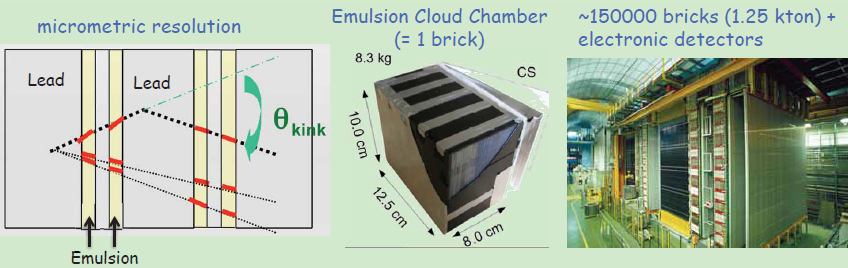 micrometric resolution
Lead
Lead
θkink
Emulsion
Emulsion Cloud Chamber
(= 1 brick)
8.3 kg
CS
10.0 cm
12.5 cm
8.0 cm
~150000 bricks (1.25 kton) +
electronic detectors